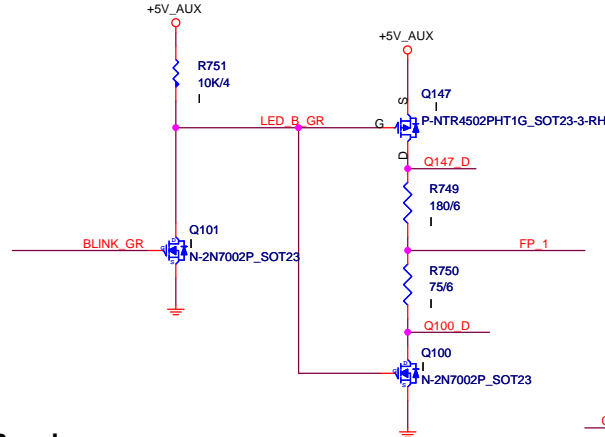 +5V_AUX
+5V_AUX
R751
10K/4
I
Q147
I
P-NTR4502PHT1G_SOT23-3-RH
S
G
D
LED_B_GR
Q147_D
R749
180/6
I
Q101
I
N-2N7002P_SOT23
BLINK_GR
FP_1
R750
75/6
I
Q100_D
Q100
I
N-2N7002P_SOT23